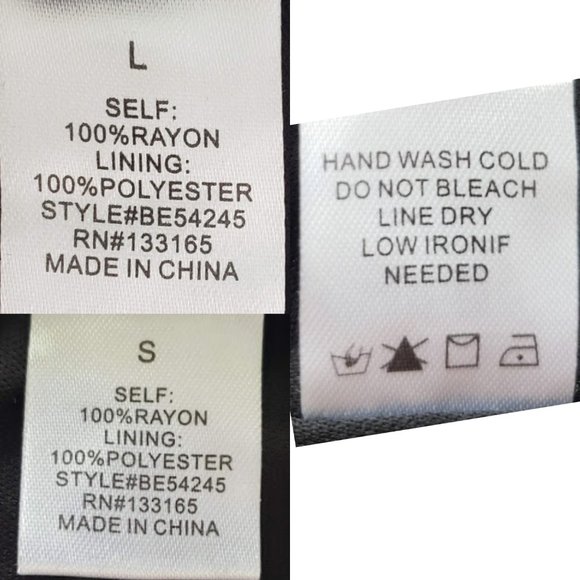 L
SELF:
100%RAYON
LINING:
100%POLYESTER
STYLE#BE54245
RN#133165
MADE IN CHINA
HAND WASH COLD
DO NOT BLEACH
LINE DRY
LOW IRONIF
NEEDED
S
SELF:
100%RAYON
LINING:
100%POLYESTER
STYLE#BE54245
RN#133165
MADE IN CHINA